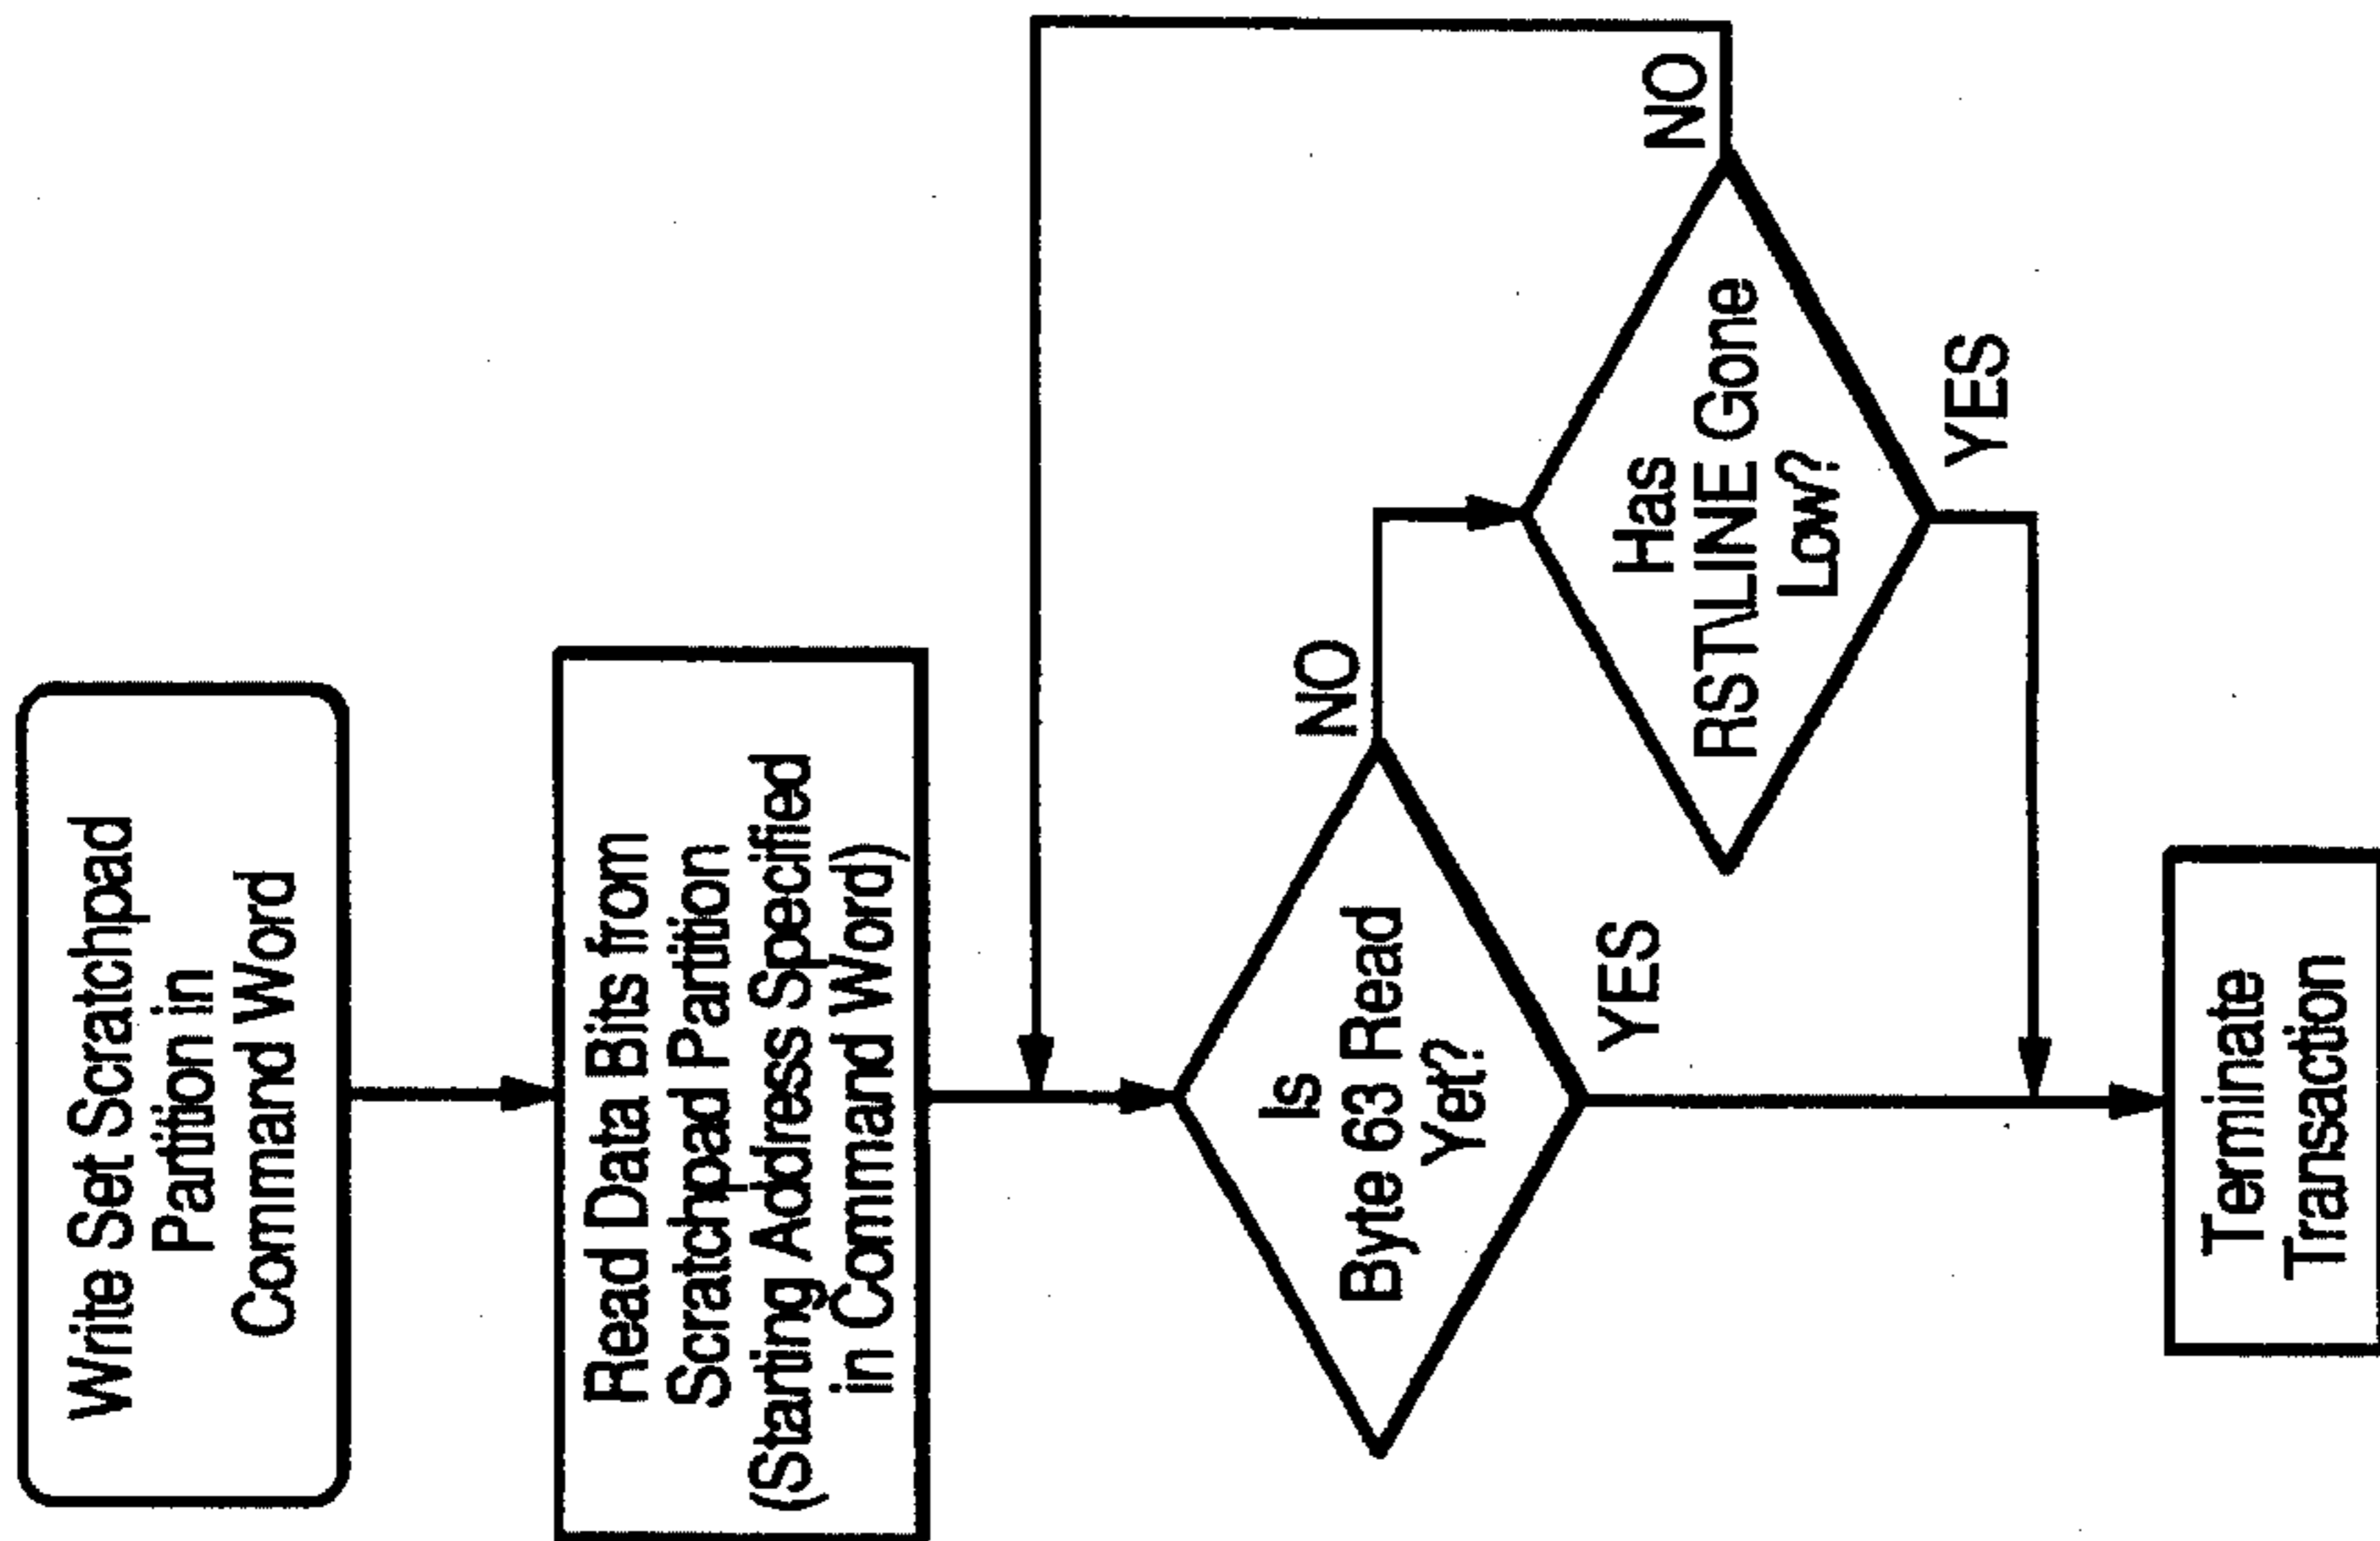 Write Set Scratchpad
Partition in
Command Word
Read Data Bits from
Scratchpad Partition
(Starting Address Specified
in Command Word)
Is
Byte 63 Read
Yet?
NO
YES
Has
RSTLINE Gone
Low?
NO
YES
Terminate
Transaction